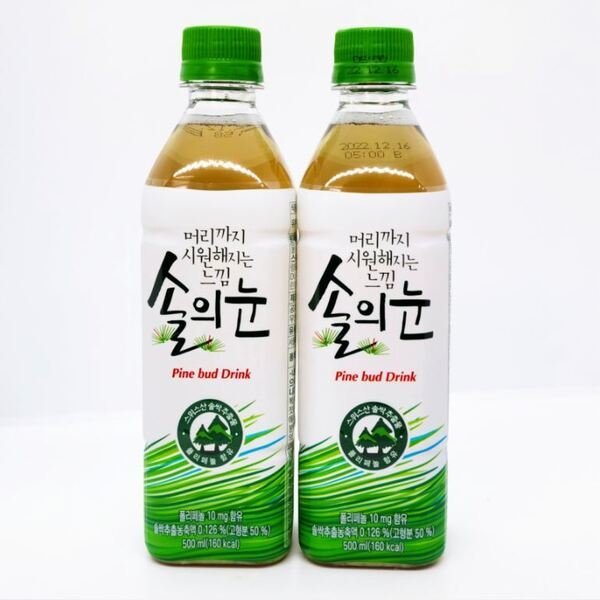 머리까지
시원해지는
느낌
솔의눈
Pine bud Drink
스위스산 솔싹추출물
폴리페놀 함유
폴리페놀 10 mg 함유
솔싹추출농축액 0.126 %(고형분 50 %)
500 ml(160 kcal)
22.12.16
2022.12.16
05:00 B
머리까지
시원해지는
느낌
솔의눈
Pine bud Drink
스위스산 솔싹추출물
폴리페놀 함유
폴리페놀 10 mg 함유
솔싹추출농축액 0.126 %(고형분 50 %)
500 ml(160 kcal)